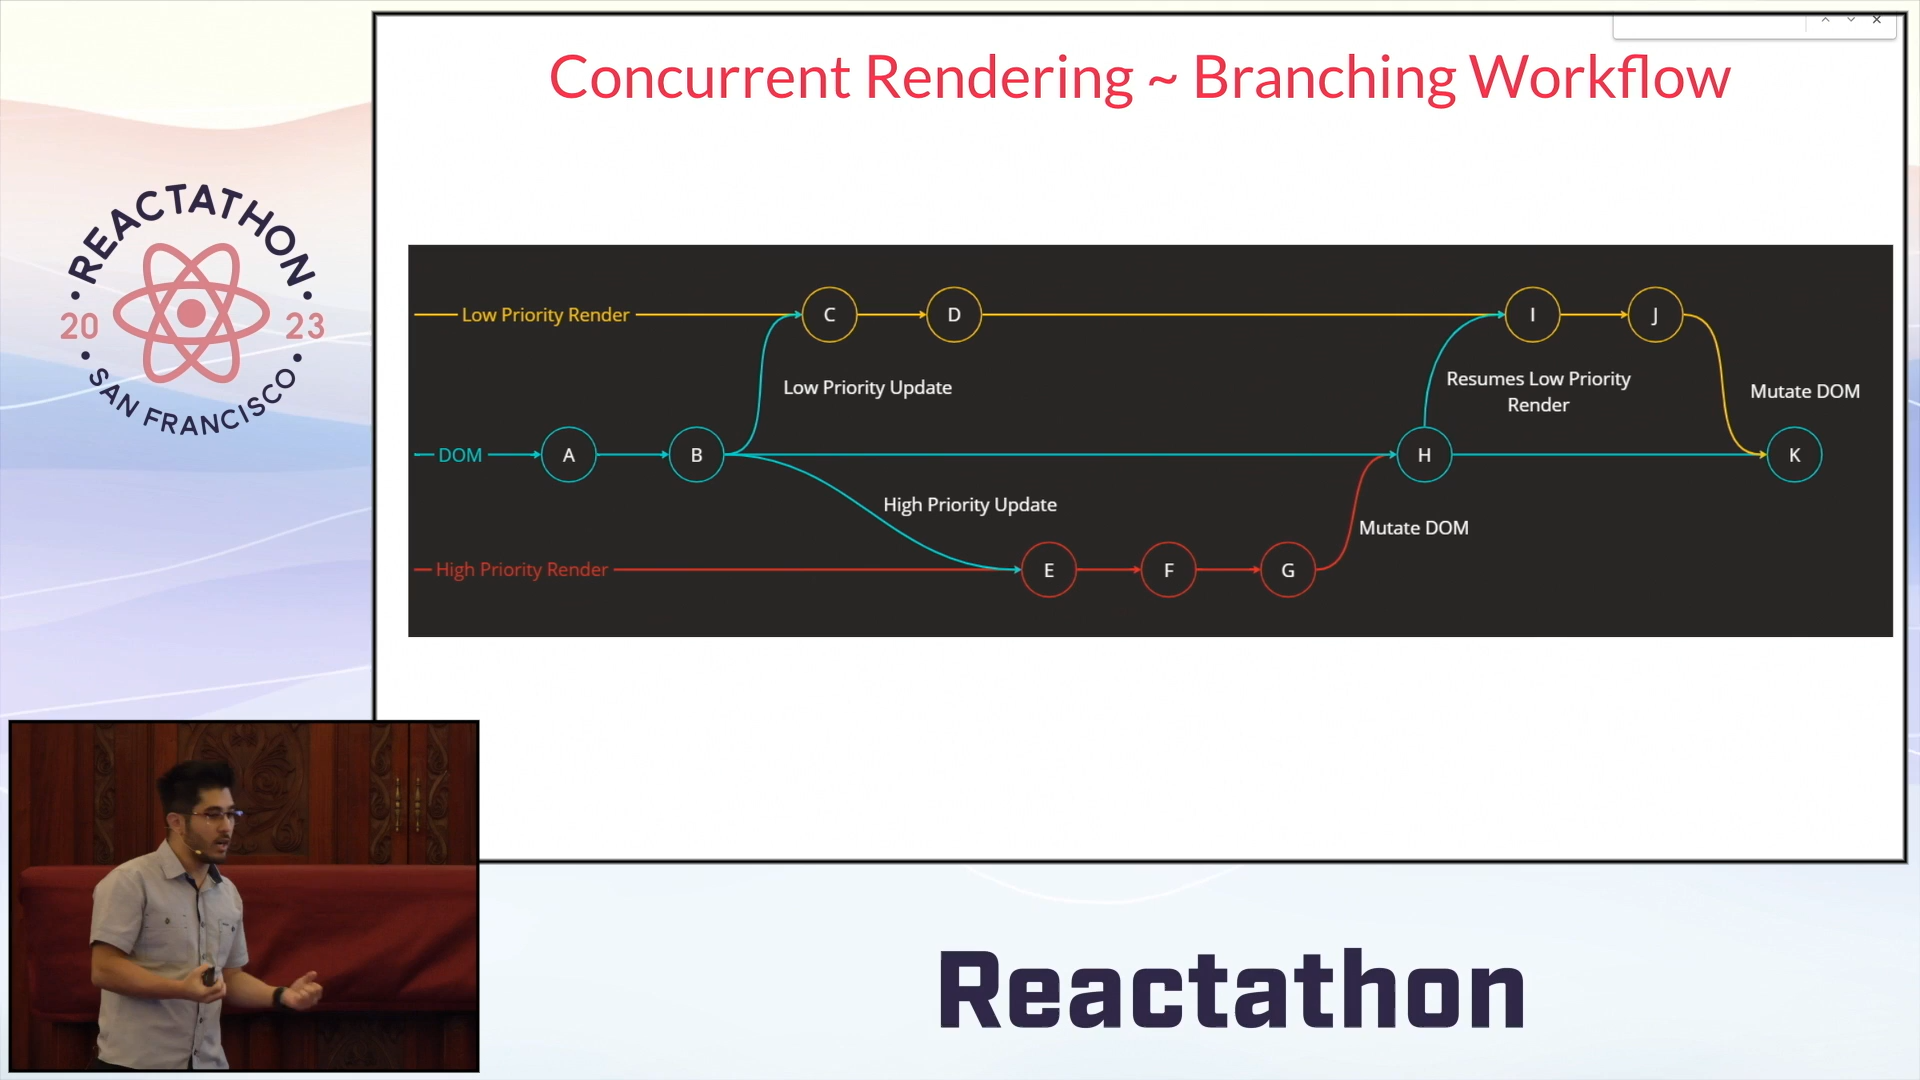 Concurrent Rendering ~ Branching Workflow
REACTATHON
20 23
SAN FRANCISCO
Low Priority Render
C
D
I
J
Low Priority Update
Resumes Low Priority
Render
Mutate DOM
DOM
A
B
H
K
High Priority Update
Mutate DOM
High Priority Render
E
F
G
Reactathon